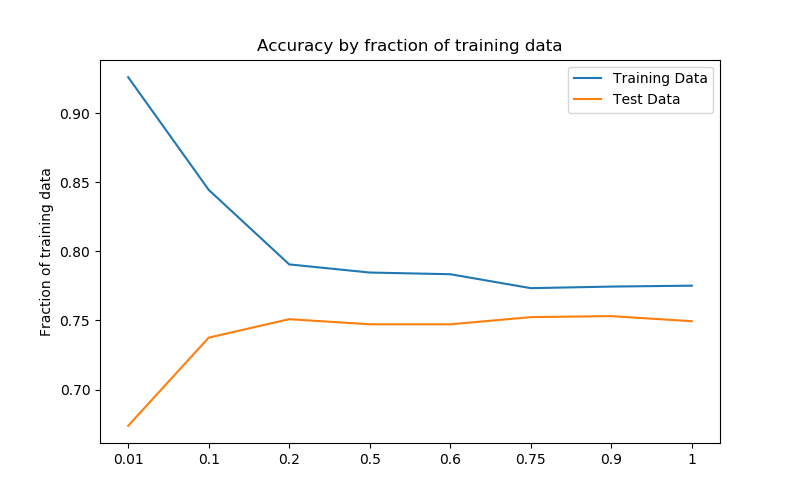 Accuracy by fraction of training data
Training Data
Test Data
Fraction of training data
0.90
0.85
0.80
0.75
0.70
0.01 0.1 0.2 0.5 0.6 0.75 0.9 1